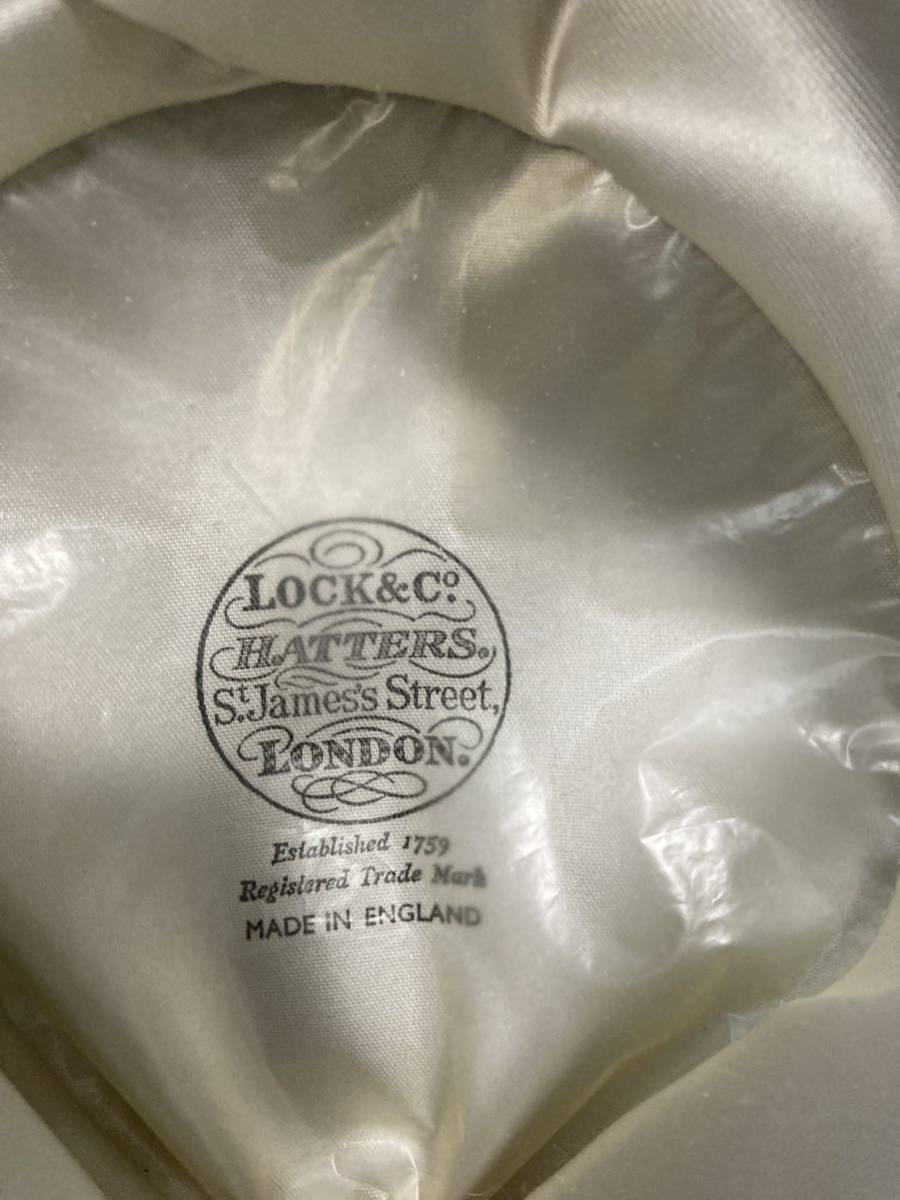 LOCK & Cº.
HATTERS.
St. James's Street,
LONDON.
Established 1759
Registered Trade Mark
MADE IN ENGLAND